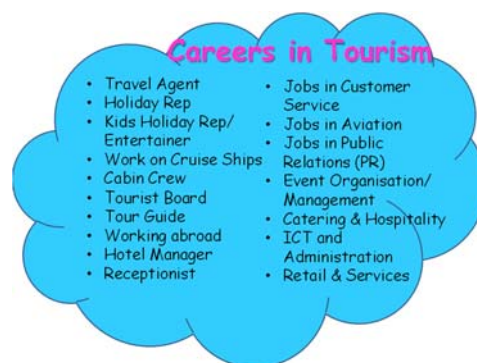 Careers in Tourism
• Travel Agent
• Holiday Rep
• Kids Holiday Rep/
Entertainer
• Work on Cruise Ships
• Cabin Crew
• Tourist Board
• Tour Guide
• Working abroad
• Hotel Manager
• Receptionist
• Jobs in Customer
Service
• Jobs in Aviation
• Jobs in Public
Relations (PR)
• Event Organisation/
Management
• Catering & Hospitality
• ICT and
Administration
• Retail & Services